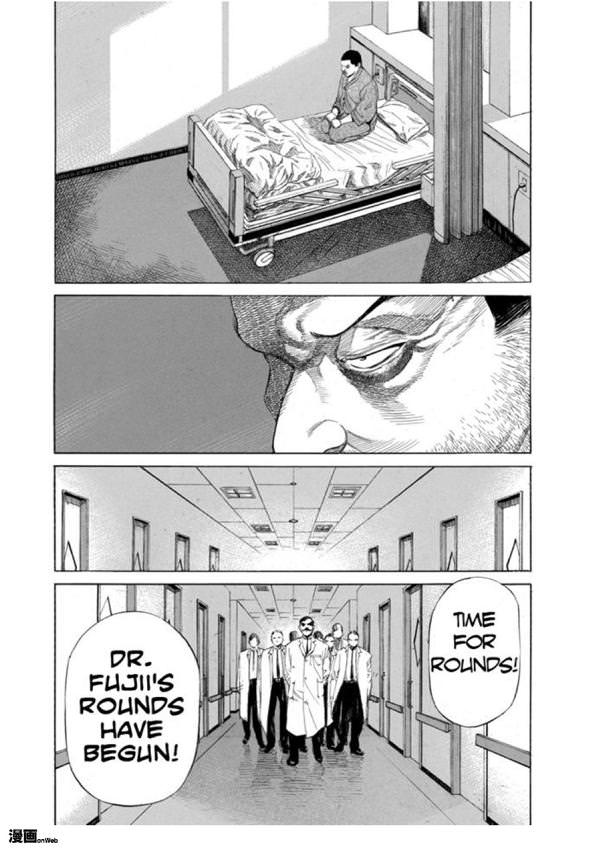 TIME
FOR
ROUNDS!
DR.
FUJII'S
ROUNDS
HAVE
BEGUN!
漫画onWeb